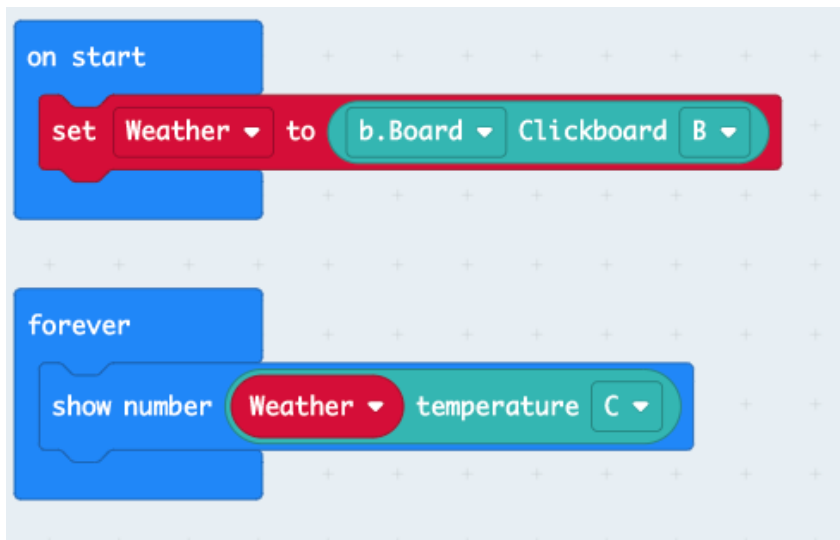 on start
set Weather to b.Board Clickboard B
forever
show number Weather temperature C